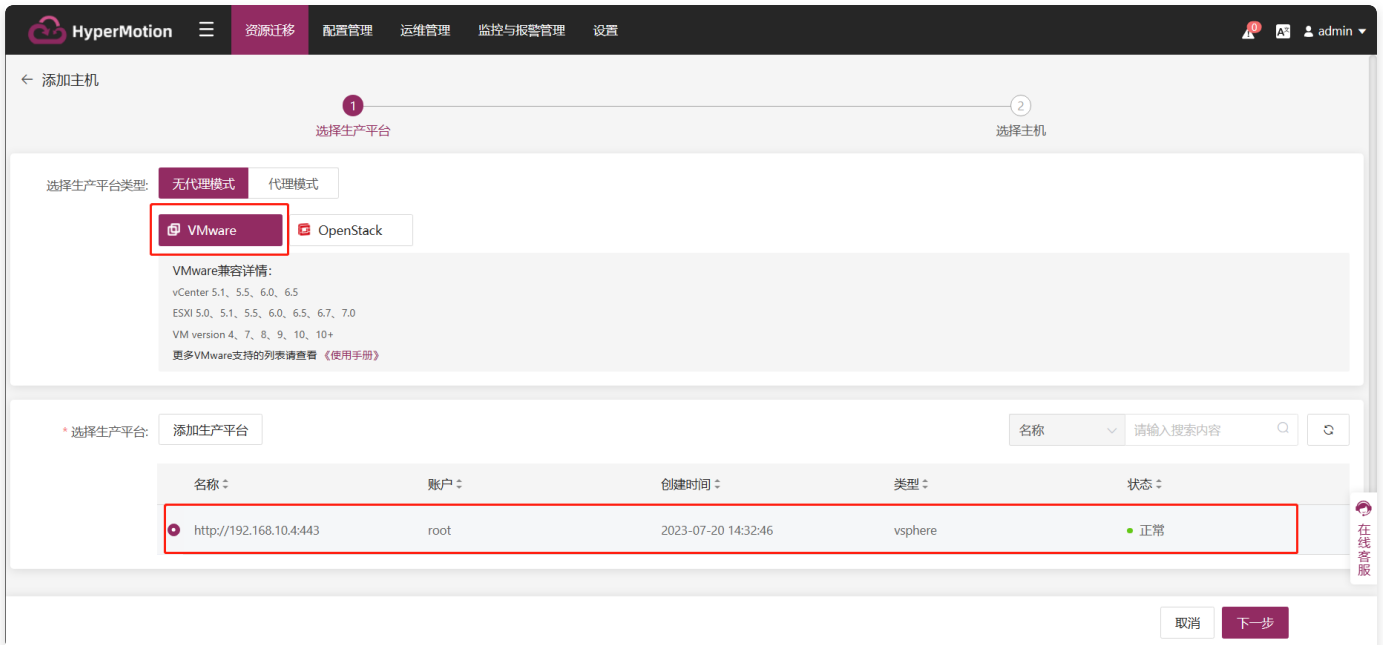 HyperMotion 资源迁移 配置管理 运维管理 监控与报警管理 设置 0 A admin
添加主机
1 2
选择生产平台 选择主机
选择生产平台类型: 无代理模式 代理模式
VMware OpenStack
VMware兼容详情:
vCenter 5.1、5.5、6.0、6.5
ESXI 5.0、5.1、5.5、6.0、6.5、6.7、7.0
VM version 4、7、8、9、10、10+
更多VMware支持的列表请查看 《使用手册》
* 选择生产平台: 添加生产平台 名称 请输入搜索内容
名称 账户 创建时间 类型 状态
http://192.168.10.4:443 root 2023-07-20 14:32:46 vsphere 正常
在线客服
取消 下一步